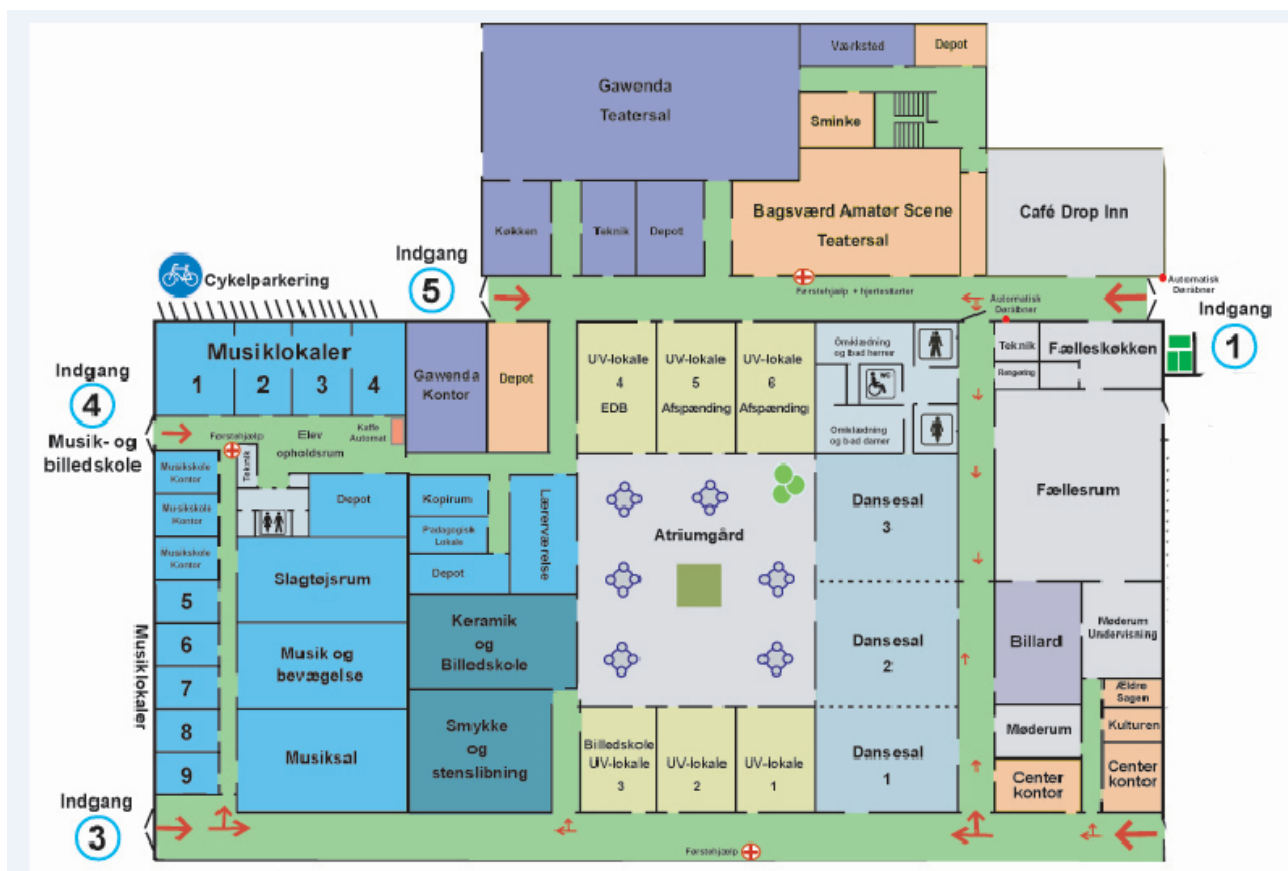 Gawenda
Teatersal
Værksted
Depot
Sminke
Bagsværd Amatør Scene
Teatersal
Café Drop Inn
Køkken
Teknik
Depot
Cykelparkering
Indgang
5
Førstehjælp + hjertestarter
Automatisk
Døråbner
Automatisk
Døråbner
Indgang
1
Musiklokaler
1
2
3
4
Gawenda
Kontor
Depot
UV-lokale
4
EDB
UV-lokale
5
Afspænding
UV-lokale
6
Afspænding
Omklædning
og bad herrer
WC
Omklædning
og bad damer
Teknik
Rengøring
Fælleskøkken
Indgang
4
Musik- og
billedskole
Førstehjælp
Elev
opholdsrum
Kaffe
Automat
Teknik
Musikskole
Kontor
Musikskole
Kontor
Musikskole
Kontor
Depot
Kopirum
Pædagogisk
Lokale
Depot
Lærerværelse
Atriumgård
Dansesal
3
Fællesrum
Slagtøjsrum
Musik og
bevægelse
Musiksal
Musiklokaler
5
6
7
8
9
Keramik
og
Billedskole
Smykke
og
stenslibning
Billedskole
UV-lokale
3
UV-lokale
2
UV-lokale
1
Dansesal
2
Dansesal
1
Billard
Møderum
Undervisning
Ældre
Sagen
Kulturen
Møderum
Center
kontor
Center
kontor
Indgang
3
Førstehjælp